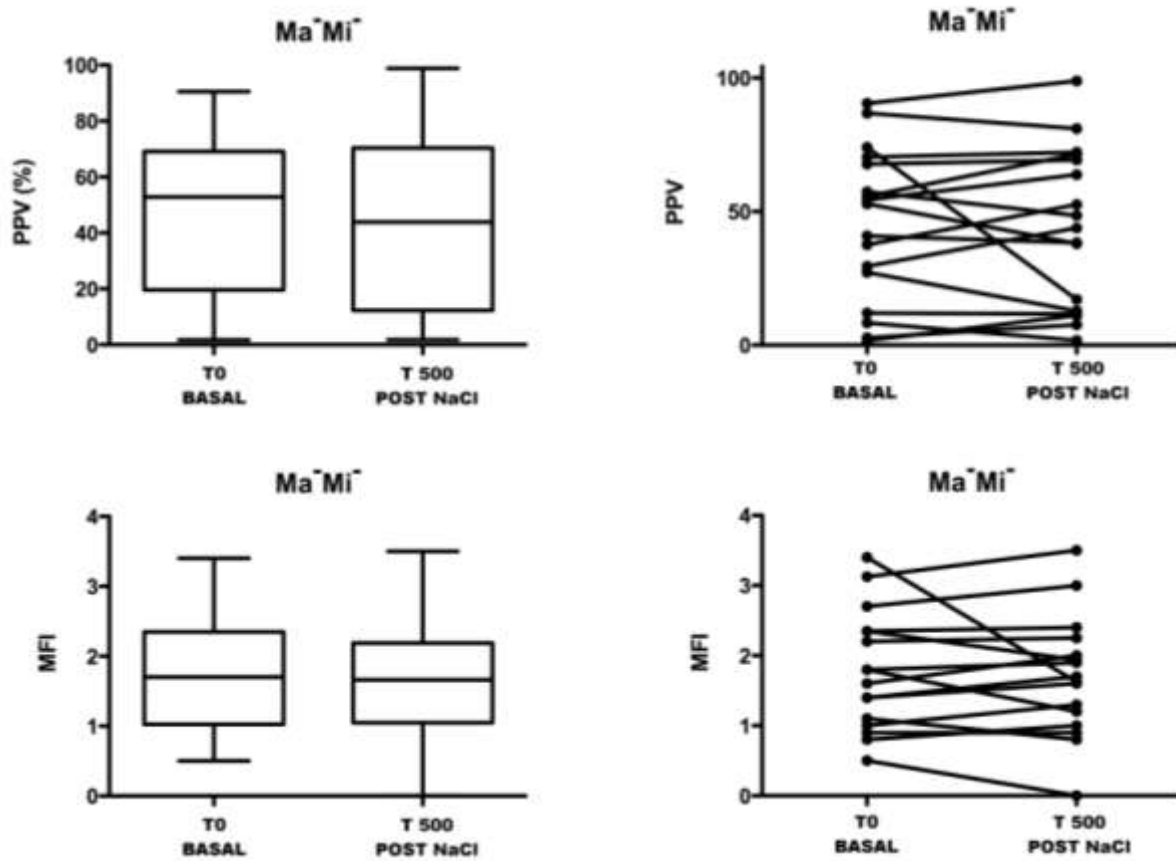 Ma⁻Mi⁻
100
80
60
40
20
0
PPV (%)
T0
BASAL
T 500
POST NaCl
Ma⁻Mi⁻
100
50
0
PPV
T0
BASAL
T 500
POST NaCl
Ma⁻Mi⁻
4
3
2
1
0
MFI
T0
BASAL
T 500
POST NaCl
Ma⁻Mi⁻
4
3
2
1
0
MFI
T0
BASAL
T 500
POST NaCl